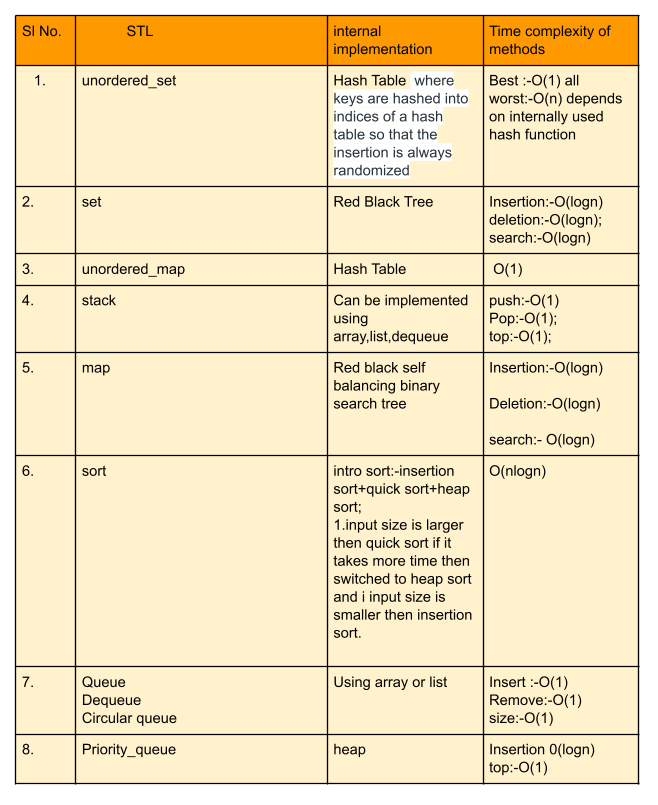 Sl No.
STL
internal
implementation
Time complexity of
methods
1.
unordered_set
Hash Table where
keys are hashed into
indices of a hash
table so that the
insertion is always
randomized
Best :-O(1) all
worst:-O(n) depends
on internally used
hash function
2.
set
Red Black Tree
Insertion:-O(logn)
deletion:-O(logn);
search:-O(logn)
3.
unordered_map
Hash Table
O(1)
4.
stack
Can be implemented
using
array,list,dequeue
push:-O(1)
Pop:-O(1);
top:-O(1);
5.
map
Red black self
balancing binary
search tree
Insertion:-O(logn)
Deletion:-O(logn)
search:- O(logn)
6.
sort
intro sort:-insertion
sort+quick sort+heap
sort;
1.input size is larger
then quick sort if it
takes more time then
switched to heap sort
and i input size is
smaller then insertion
sort.
O(nlogn)
7.
Queue
Dequeue
Circular queue
Using array or list
Insert :-O(1)
Remove:-O(1)
size:-O(1)
8.
Priority_queue
heap
Insertion 0(logn)
top:-O(1)